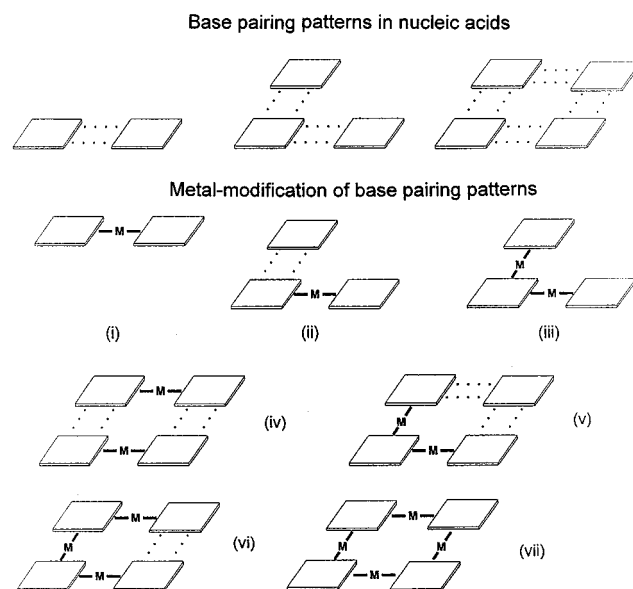 Base pairing patterns in nucleic acids
Metal-modification of base pairing patterns
M
M
M
M
(i)
(ii)
(iii)
M
M
(iv)
M
M
(v)
M
M
M
(vi)
M
M
M
M
(vii)